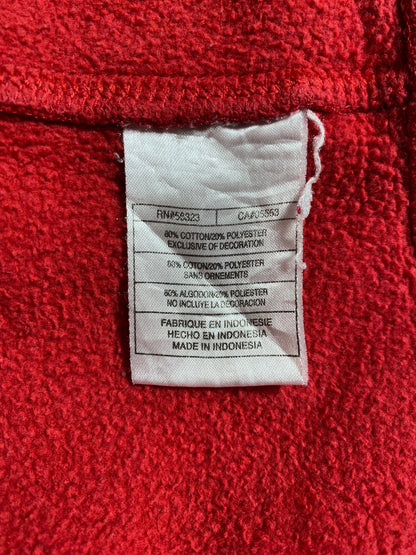 RN#58323 CA#05553
80% COTTON/20% POLYESTER
EXCLUSIVE OF DECORATION
80% COTON/20% POLYESTER
SANS ORNEMENTS
80% ALGODON/20% POLIESTER
NO INCLUYE LA DECORACION
FABRIQUE EN INDONESIE
HECHO EN INDONESIA
MADE IN INDONESIA